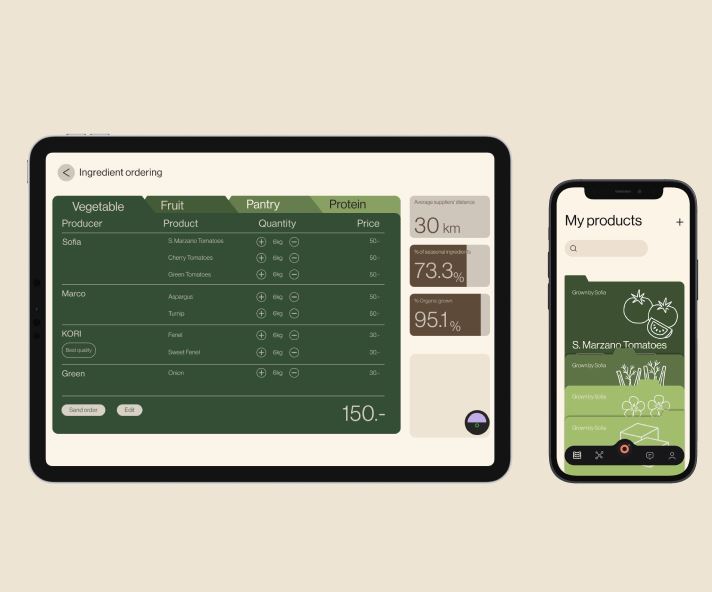 Ingredient ordering
Vegetable Fruit Pantry Protein
Producer Product Quantity Price
Sofia S. Marzano Tomatoes 6kg 50.-
Cherry Tomatoes 6kg 50.-
Green Tomatoes 6kg 50.-
Marco Aspergus 6kg 50.-
Turnip 6kg 50.-
KORI Fenel 6kg 30.-
Best quality Sweet Fenel 6kg 30.-
Green Onion 6kg 30.-
Sand order Edit 150.-
Average suppliers' distance
30 km
% of seasonal ingredients
73.3%
% Organic grown
95.1%
My products +
Grown by Sofia
S. Marzano Tomatoes
Grown by Sofia
Grown by Sofia
Grown by Sofia